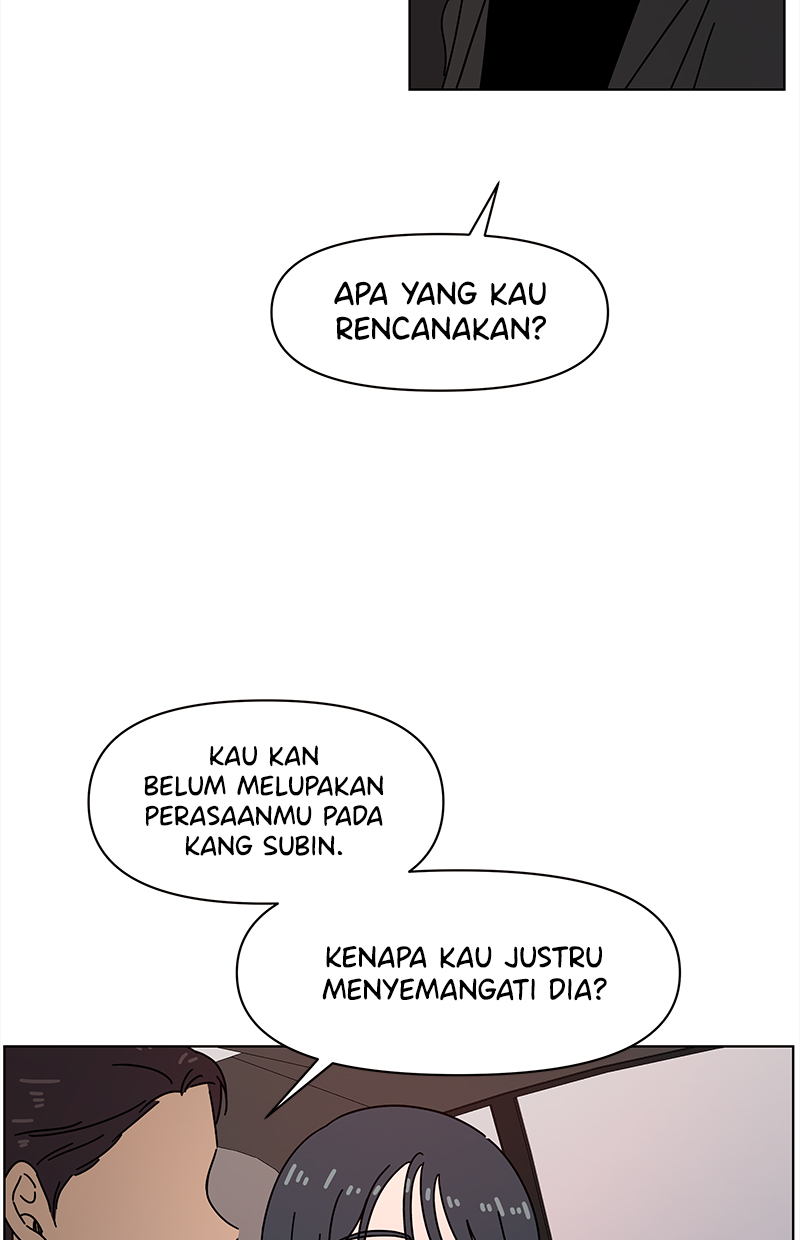 APA YANG KAU
RENCANAKAN?
KAU KAN
BELUM MELUPAKAN
PERASAANMU PADA
KANG SUBIN.
KENAPA KAU JUSTRU
MENYEMANGATI DIA?